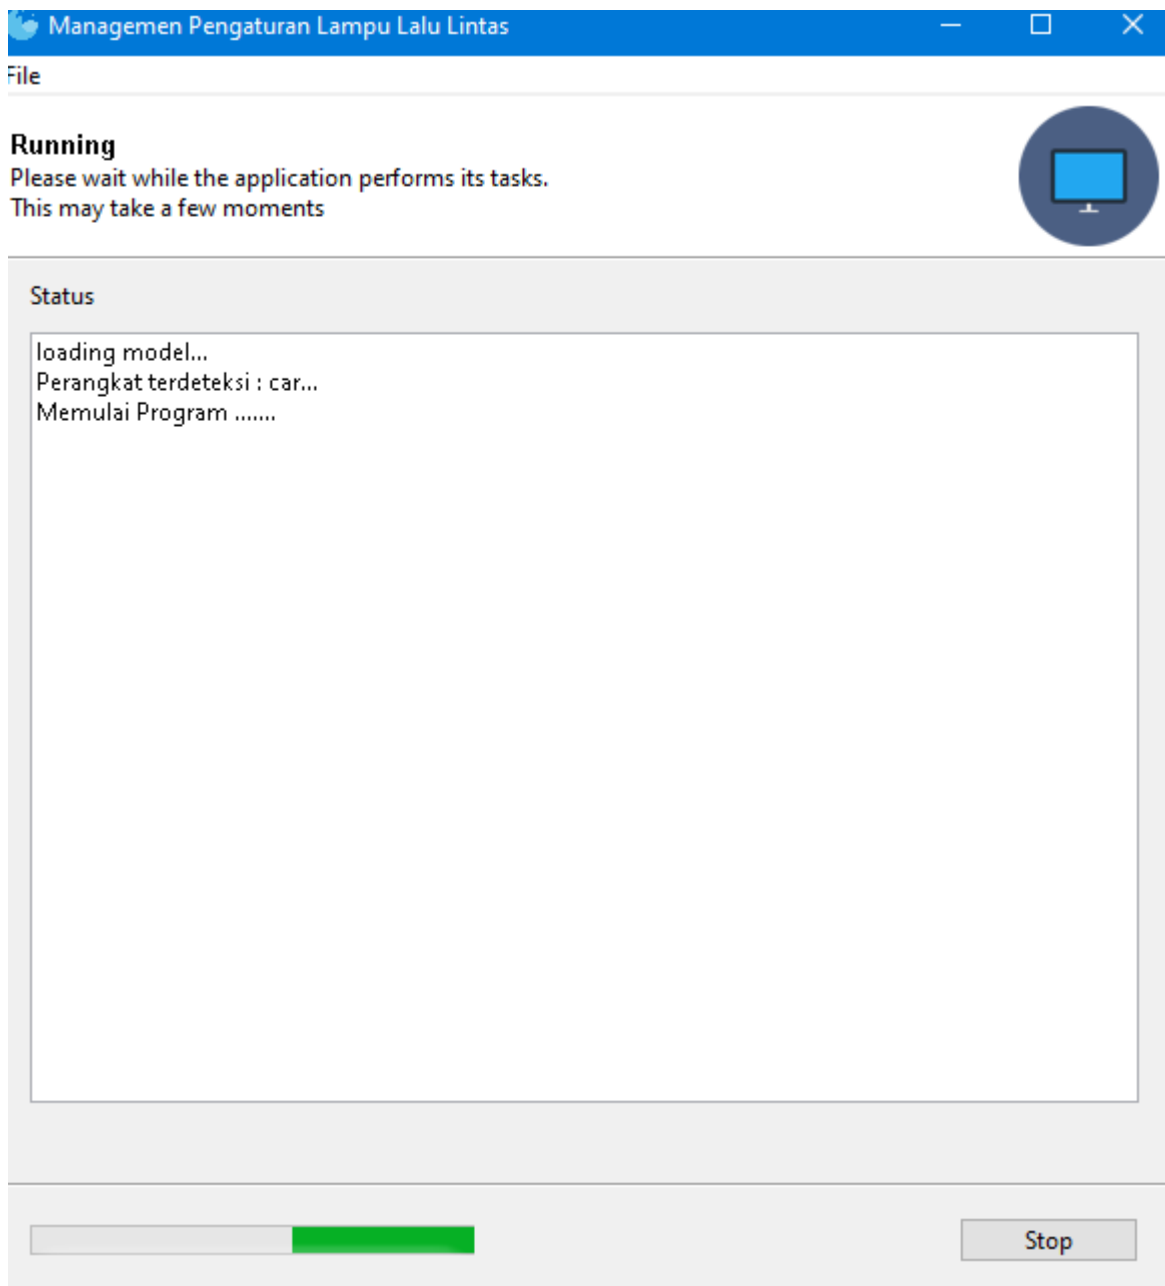 Managemen Pengaturan Lampu Lalu Lintas
File
Running
Please wait while the application performs its tasks.
This may take a few moments
Status
loading model...
Perangkat terdeteksi : car...
Memulai Program .......
Stop